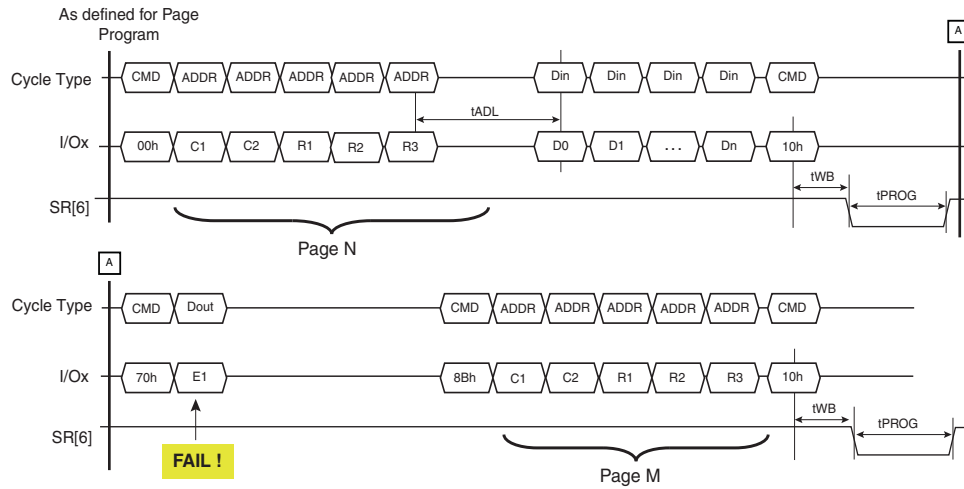 As defined for Page
Program
A
Cycle Type
CMD ADDR ADDR ADDR ADDR ADDR Din Din Din Din CMD
tADL
I/Ox
00h C1 C2 R1 R2 R3 D0 D1 ... Dn 10h
tWB
tPROG
SR[6]
Page N
A
Cycle Type
CMD Dout CMD ADDR ADDR ADDR ADDR ADDR CMD
I/Ox
70h E1 8Bh C1 C2 R1 R2 R3 10h
tWB
tPROG
SR[6]
FAIL !
Page M